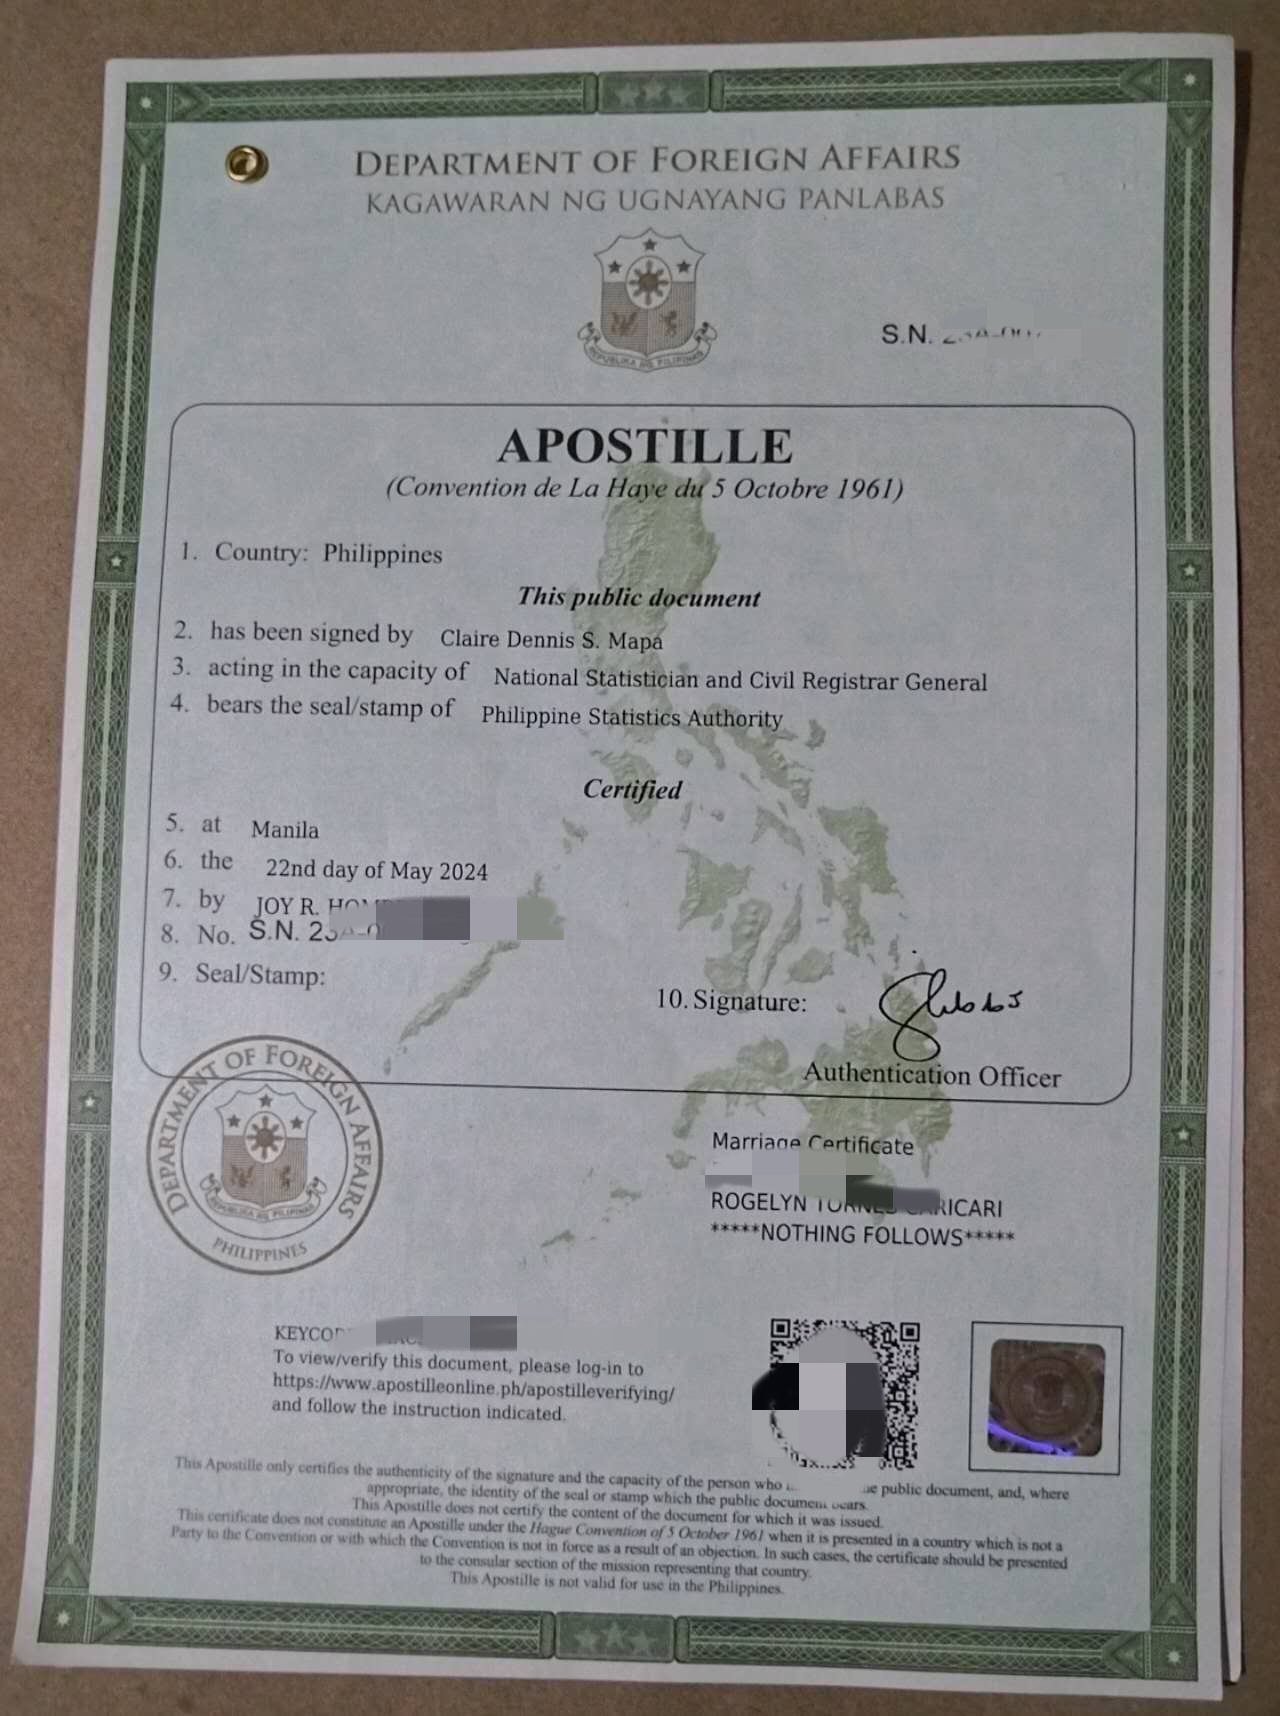 DEPARTMENT OF FOREIGN AFFAIRS
KAGAWARAN NG UGNAYANG PANLABAS
REPUBLIKA NG PILIPINAS
S.N.
APOSTILLE
(Convention de La Haye du 5 Octobre 1961)
1. Country: Philippines
This public document
2. has been signed by Claire Dennis S. Mapa
3. acting in the capacity of National Statistician and Civil Registrar General
4. bears the seal/stamp of Philippine Statistics Authority
Certified
5. at Manila
6. the 22nd day of May 2024
7. by JOY R.
8. No. S.N.
9. Seal/Stamp:
10. Signature:
Authentication Officer
DEPARTMENT OF FOREIGN AFFAIRS
REPUBLIKA NG PILIPINAS
PHILIPPINES
Marriage Certificate
ROGELYN
*****NOTHING FOLLOWS*****
To view/verify this document, please log-in to
https://www.apostilleonline.ph/apostilleverifying/
and follow the instruction indicated.
This Apostille only certifies the authenticity of the signature and the capacity of the person who public document, and, where
appropriate, the identity of the seal or stamp which the public document bears.
This Apostille does not certify the content of the document for which it was issued.
This certificate does not constitute an Apostille under the Hague Convention of 5 October 1961 when it is presented in a country which is not a
Party to the Convention or with which the Convention is not in force as a result of an objection. In such cases, the certificate should be presented
to the consular section of the mission representing that country.
This Apostille is not valid for use in the Philippines.